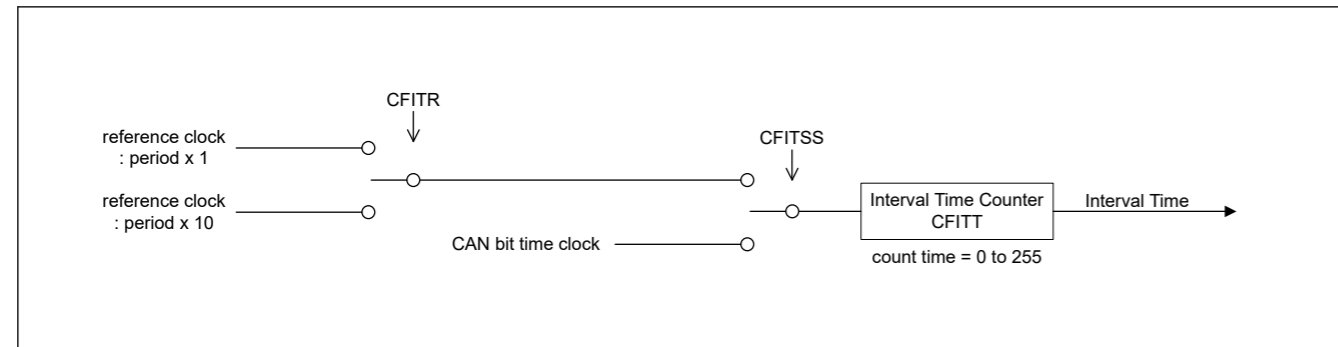 CFITR
reference clock
: period x 1
CFITSS
reference clock
: period x 10
Interval Time Counter
CFITT
Interval Time
CAN bit time clock
count time = 0 to 255